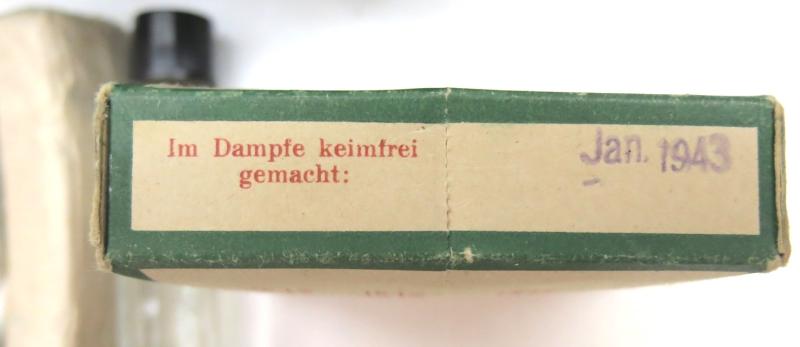 Im Dampfe keimfrei
gemacht:
Jan. 1943